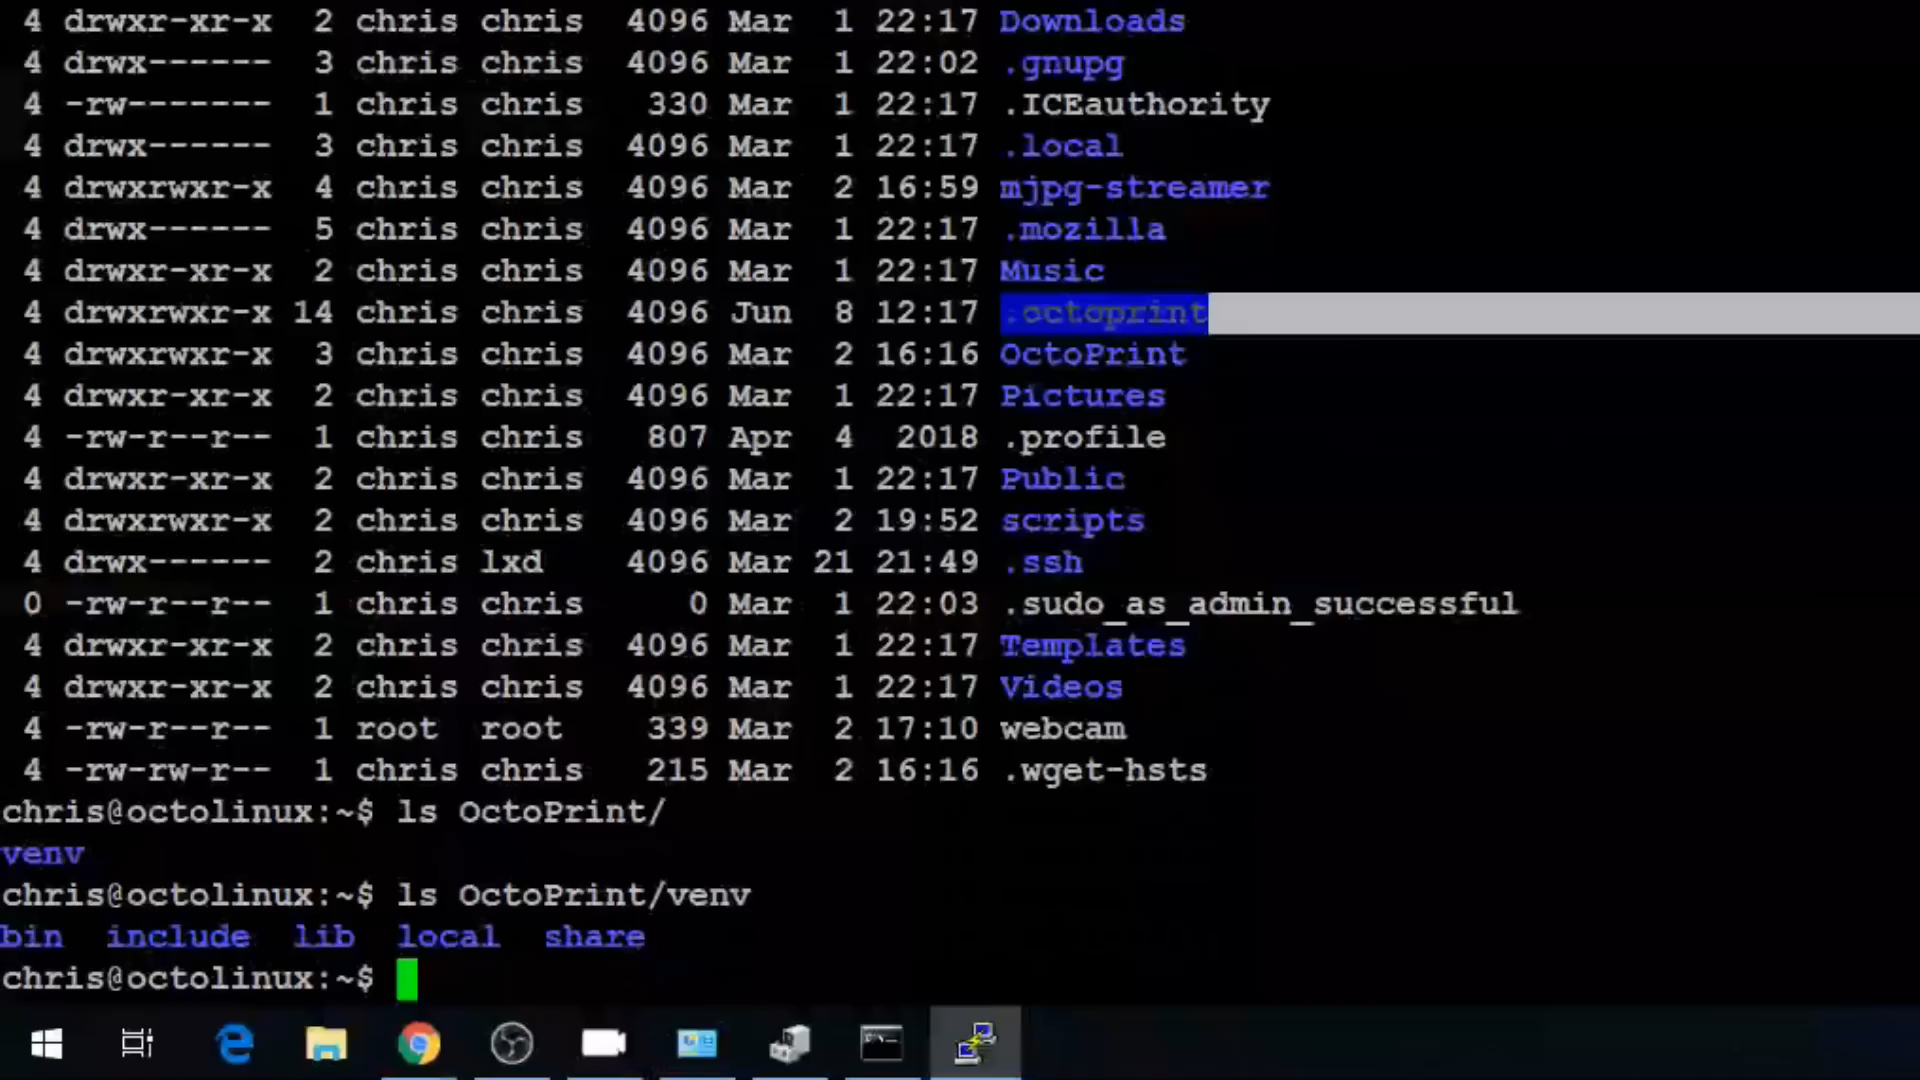 4 drwxr-xr-x  2 chris chris  4096 Mar  1 22:17 Downloads
4 drwx------  3 chris chris  4096 Mar  1 22:02 .gnupg
4 -rw-------  1 chris chris   330 Mar  1 22:17 .ICEauthority
4 drwx------  3 chris chris  4096 Mar  1 22:17 .local
4 drwxrwxr-x  4 chris chris  4096 Mar  2 16:59 mjpg-streamer
4 drwx------  5 chris chris  4096 Mar  1 22:17 .mozilla
4 drwxr-xr-x  2 chris chris  4096 Mar  1 22:17 Music
4 drwxrwxr-x 14 chris chris  4096 Jun  8 12:17 .octoprint
4 drwxrwxr-x  3 chris chris  4096 Mar  2 16:16 OctoPrint
4 drwxr-xr-x  2 chris chris  4096 Mar  1 22:17 Pictures
4 -rw-r--r--  1 chris chris   807 Apr  4  2018 .profile
4 drwxr-xr-x  2 chris chris  4096 Mar  1 22:17 Public
4 drwxrwxr-x  2 chris chris  4096 Mar  2 19:52 scripts
4 drwx------  2 chris lxd    4096 Mar 21 21:49 .ssh
0 -rw-r--r--  1 chris chris     0 Mar  1 22:03 .sudo_as_admin_successful
4 drwxr-xr-x  2 chris chris  4096 Mar  1 22:17 Templates
4 drwxr-xr-x  2 chris chris  4096 Mar  1 22:17 Videos
4 -rw-r--r--  1 root  root    339 Mar  2 17:10 webcam
4 -rw-rw-r--  1 chris chris   215 Mar  2 16:16 .wget-hsts
chris@octolinux:~$ ls OctoPrint/
venv
chris@octolinux:~$ ls OctoPrint/venv
bin  include  lib  local  share
chris@octolinux:~$